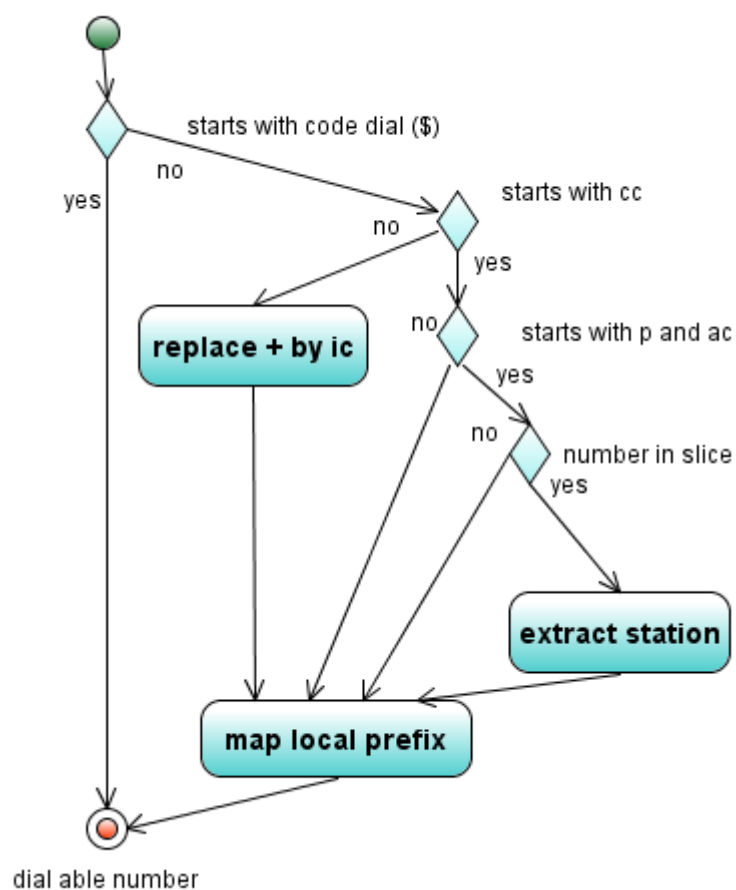 starts with code dial ($)
no
yes
starts with cc
no
yes
replace + by ic
no
starts with p and ac
yes
no
number in slice
yes
extract station
map local prefix
dial able number